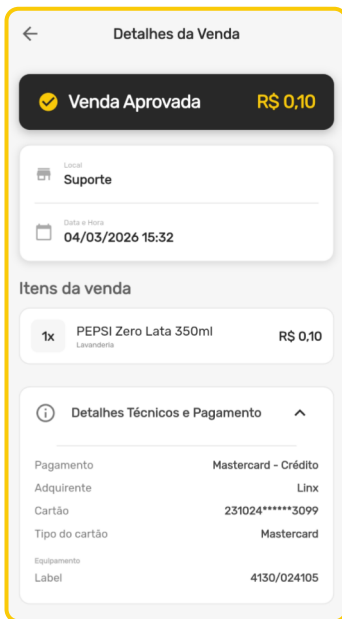 Detalhes da Venda
Venda Aprovada R$ 0,10
Local
Suporte
Data e Hora
04/03/2026 15:32
Itens da venda
1x PEPSI Zero Lata 350ml R$ 0,10
Lavanderia
Detalhes Técnicos e Pagamento
Pagamento Mastercard - Crédito
Adquirente Linx
Cartão 231024******3099
Tipo do cartão Mastercard
Equipamento
Label 4130/024105